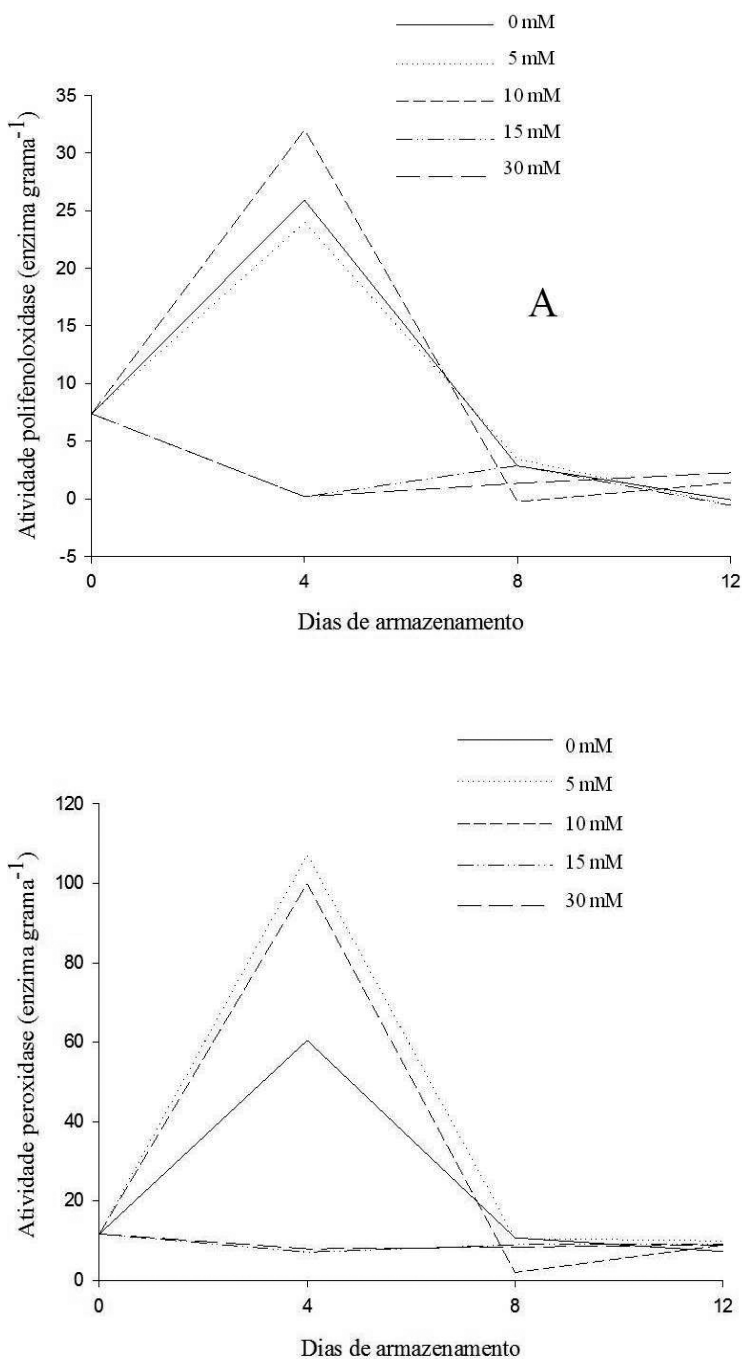 0 mM
5 mM
10 mM
15 mM
30 mM
Atividade polifenoloxidase (enzima grama-1)
35
30
25
20
15
10
5
0
-5
A
0 4 8 12
Dias de armazenamento
0 mM
5 mM
10 mM
15 mM
30 mM
Atividade peroxidase (enzima grama-1)
120
100
80
60
40
20
0
0 4 8 12
Dias de armazenamento